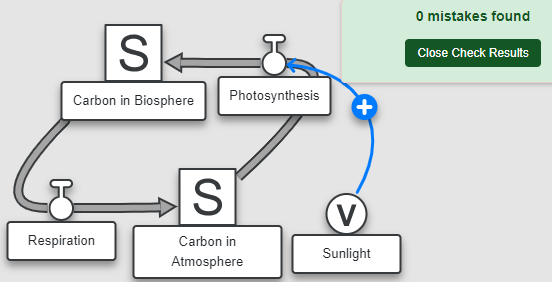 0 mistakes found
Close Check Results
S
Carbon in Biosphere
Photosynthesis
+
S
V
Respiration
Carbon in
Atmosphere
Sunlight